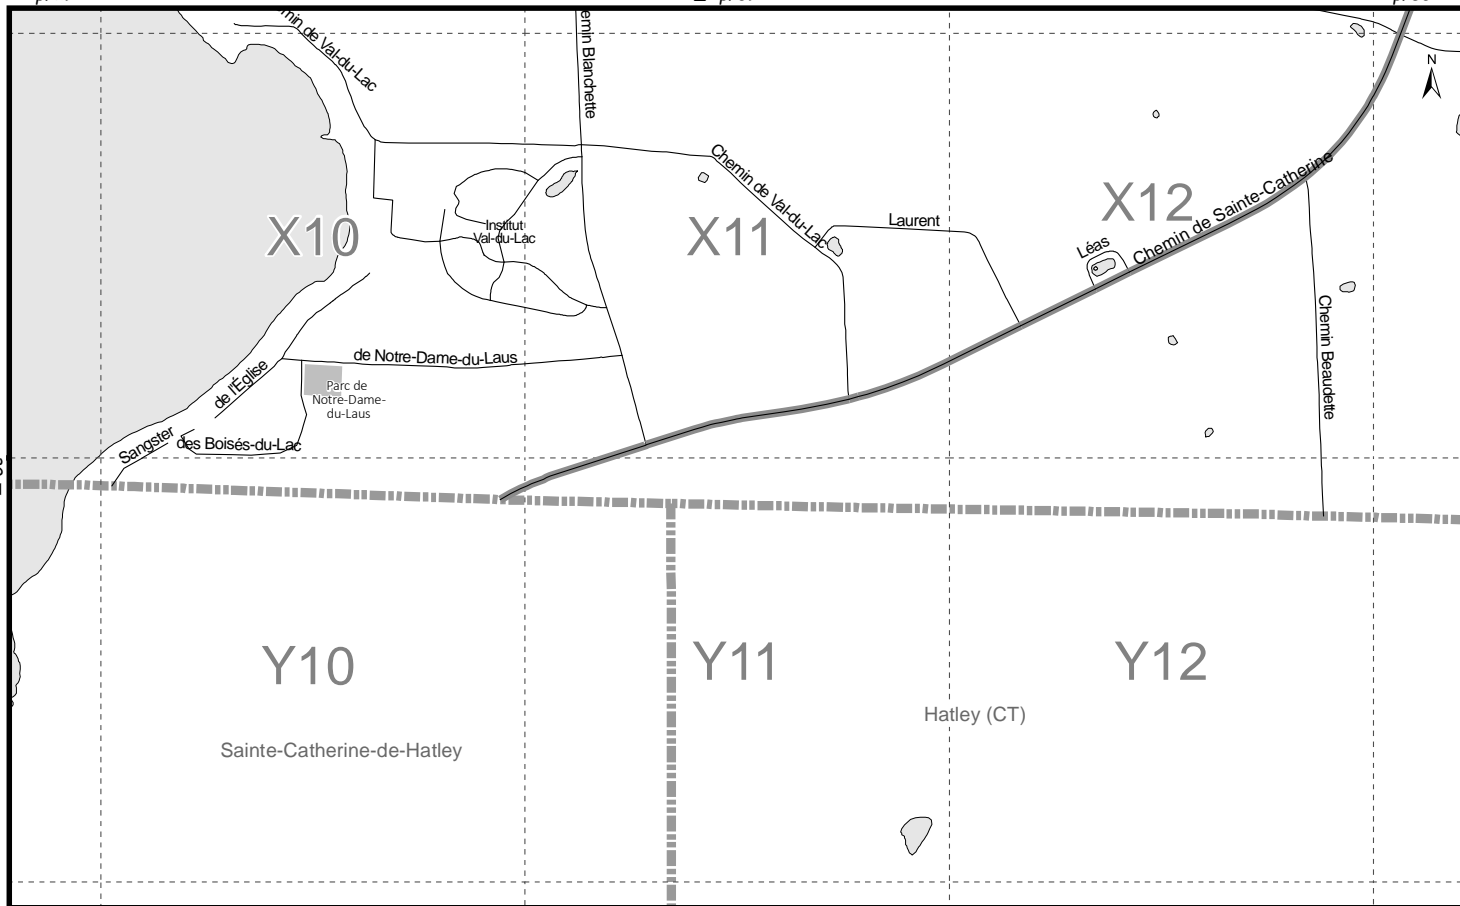 emin de Val-du-Lac
emin Blanchette
N
Chemin de Val-du-Lac
Chemin de Sainte-Catherine
X10
Institut
Val-du-Lac
X11
Laurent
X12
Léas
Chemin Beaudette
de Notre-Dame-du-Laus
de l'Église
Parc de
Notre-Dame-
du-Laus
Sangster
des Boisés-du-Lac
Y10
Y11
Y12
Hatley (CT)
Sainte-Catherine-de-Hatley